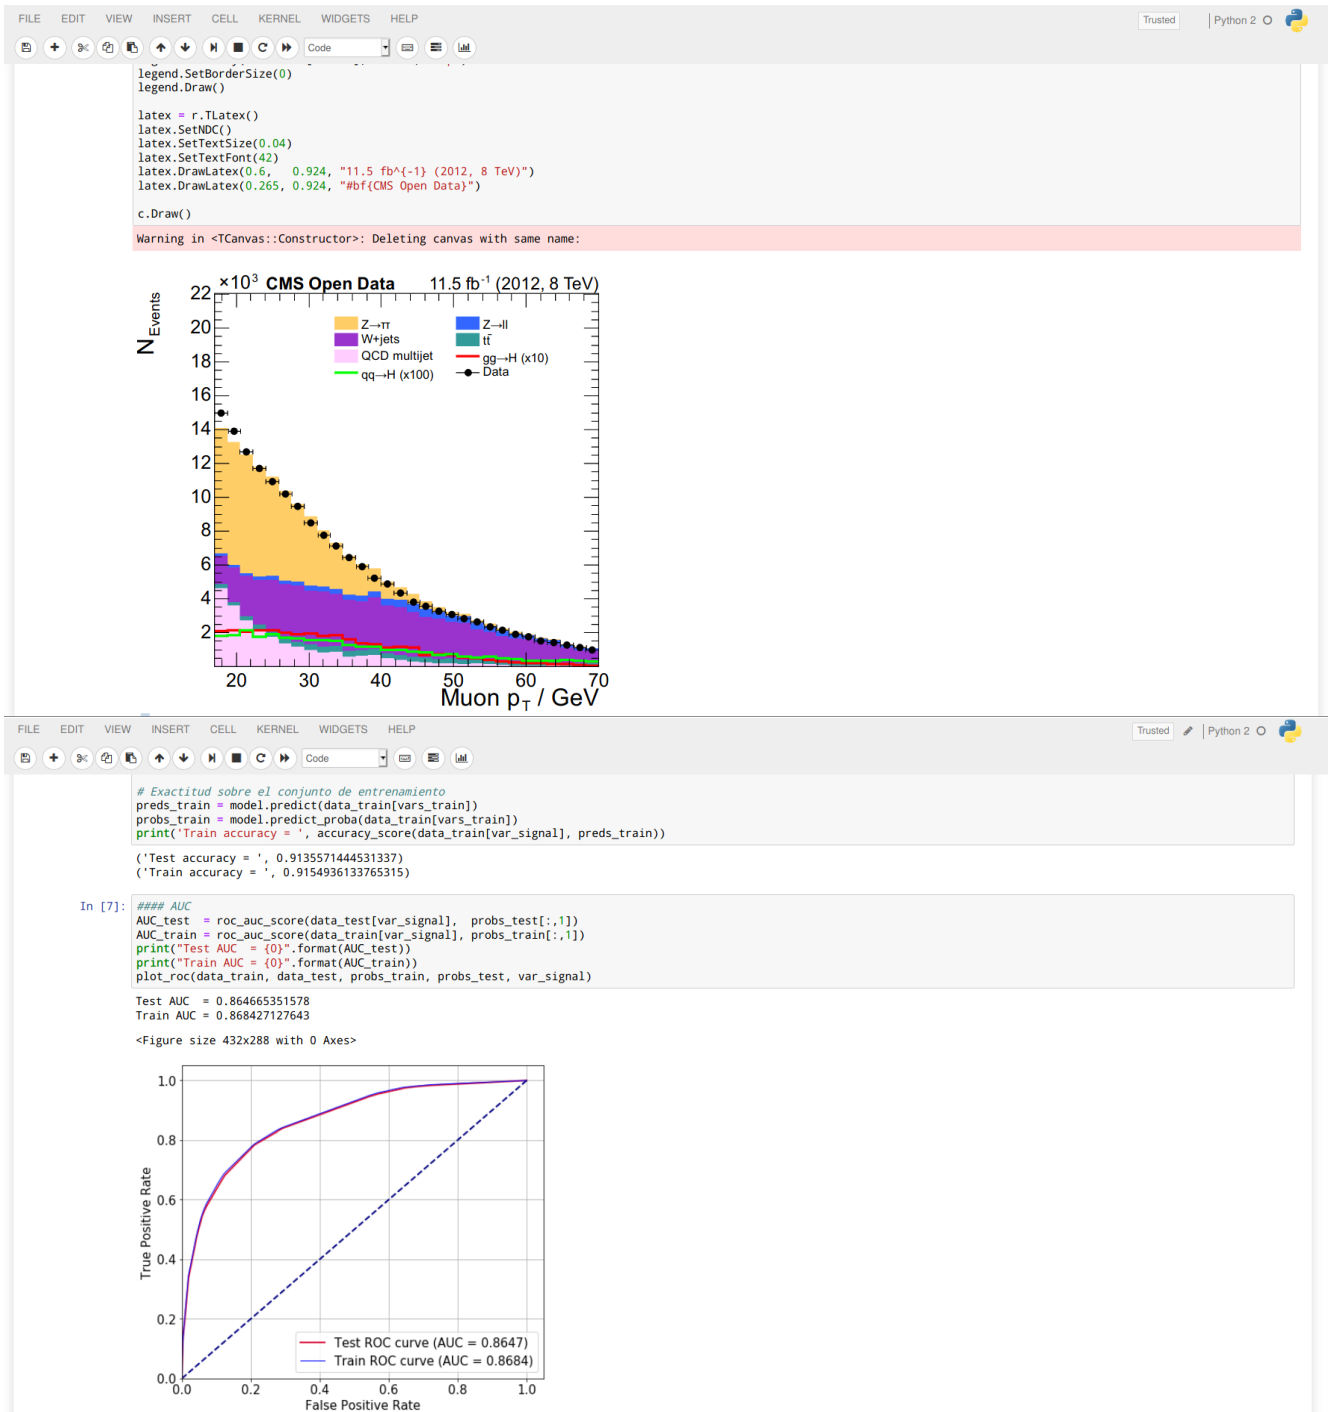 FILE EDIT VIEW INSERT CELL KERNEL WIDGETS HELP
Trusted Python 2
Code
legend.SetBorderSize(0)
legend.Draw()
latex = r.TLatex()
latex.SetNDC()
latex.SetTextSize(0.04)
latex.SetTextFont(42)
latex.DrawLatex(0.6,   0.924, "11.5 fb^{-1} (2012, 8 TeV)")
latex.DrawLatex(0.265, 0.924, "#bf{CMS Open Data}")
c.Draw()
Warning in <TCanvas::Constructor>: Deleting canvas with same name:
×10³ CMS Open Data 11.5 fb⁻¹ (2012, 8 TeV)
N_Events
22
20
18
16
14
12
10
8
6
4
2
Z→ττ Z→ll
W+jets tt̄
QCD multijet gg→H (x10)
qq→H (x100) Data
20 30 40 50 60 70
Muon p_T / GeV
FILE EDIT VIEW INSERT CELL KERNEL WIDGETS HELP
Trusted Python 2
Code
# Exactitud sobre el conjunto de entrenamiento
preds_train = model.predict(data_train[vars_train])
probs_train = model.predict_proba(data_train[vars_train])
print('Train accuracy = ', accuracy_score(data_train[var_signal], preds_train))
('Test accuracy = ', 0.9135571444531337)
('Train accuracy = ', 0.9154936133765315)
In [7]: #### AUC
AUC_test  = roc_auc_score(data_test[var_signal],  probs_test[:,1])
AUC_train = roc_auc_score(data_train[var_signal], probs_train[:,1])
print("Test AUC  = {0}".format(AUC_test))
print("Train AUC = {0}".format(AUC_train))
plot_roc(data_train, data_test, probs_train, probs_test, var_signal)
Test AUC  = 0.864665351578
Train AUC = 0.868427127643
<Figure size 432x288 with 0 Axes>
1.0
0.8
0.6
0.4
0.2
0.0
True Positive Rate
Test ROC curve (AUC = 0.8647)
Train ROC curve (AUC = 0.8684)
0.0 0.2 0.4 0.6 0.8 1.0
False Positive Rate